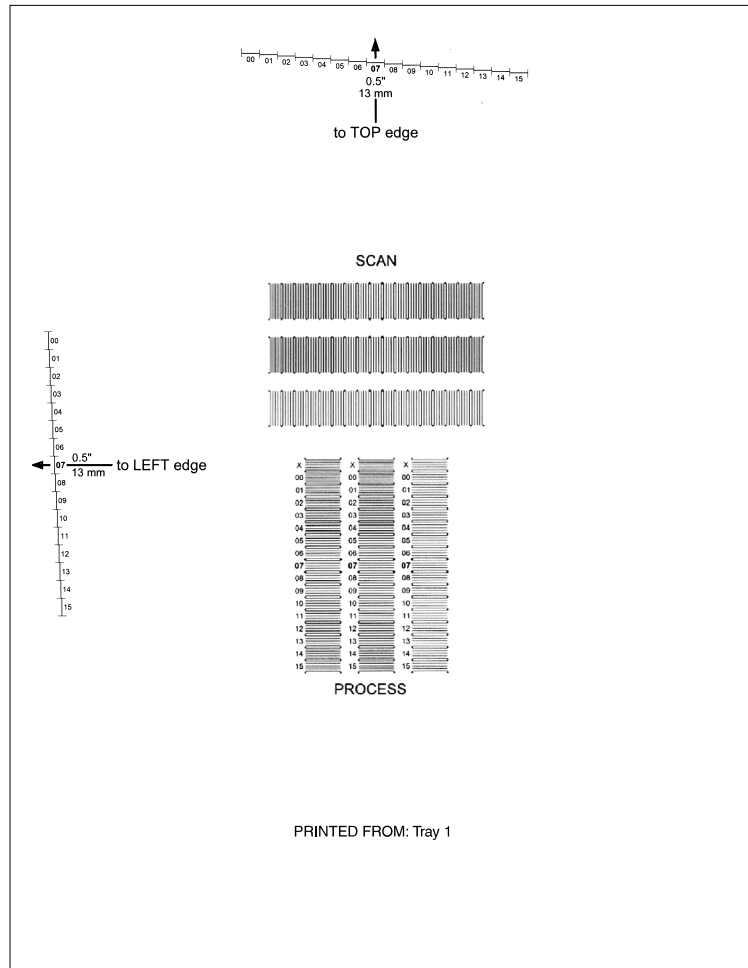 00 01 02 03 04 05 06 07 08 09 10 11 12 13 14 15
0.5"
13 mm
to TOP edge
SCAN
00
01
02
03
04
05
06
07 0.5" to LEFT edge
13 mm
08
09
10
11
12
13
14
15
X X X
00 00 00
01 01 01
02 02 02
03 03 03
04 04 04
05 05 05
06 06 06
07 07 07
08 08 08
09 09 09
10 10 10
11 11 11
12 12 12
13 13 13
14 14 14
15 15 15
PROCESS
PRINTED FROM: Tray 1